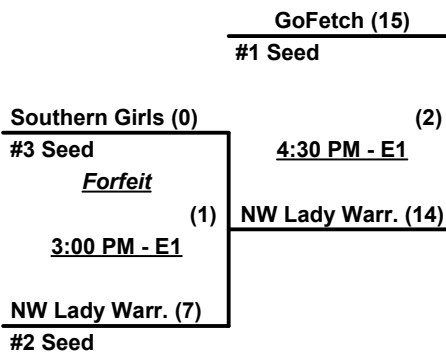 GoFetch (15)
#1 Seed
Southern Girls (0)
(2)
#3 Seed
4:30 PM - E1
Forfeit
(1)
NW Lady Warr. (14)
3:00 PM - E1
NW Lady Warr. (7)
#2 Seed